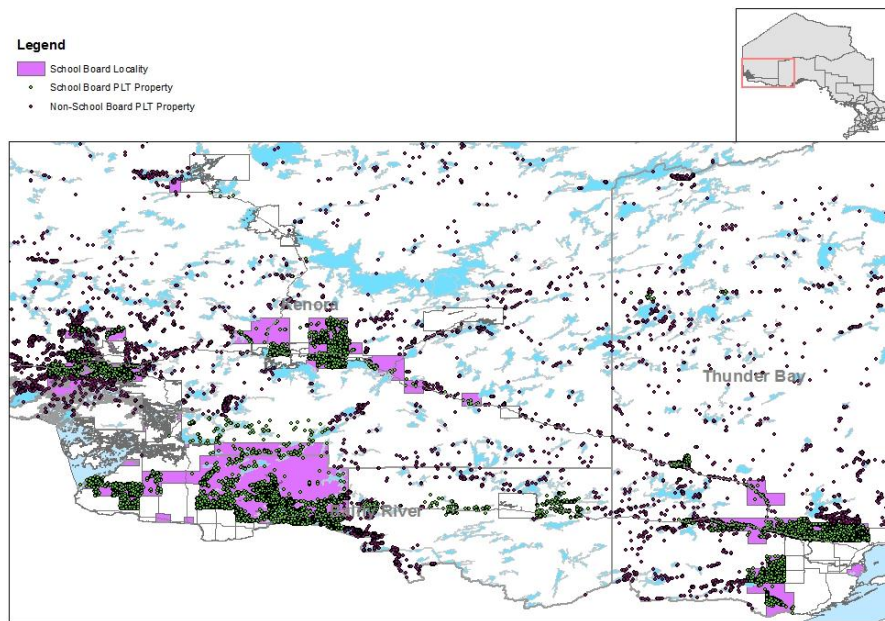 Legend
School Board Locality
School Board PLT Property
Non-School Board PLT Property
Kenora
Thunder Bay
Rainy River